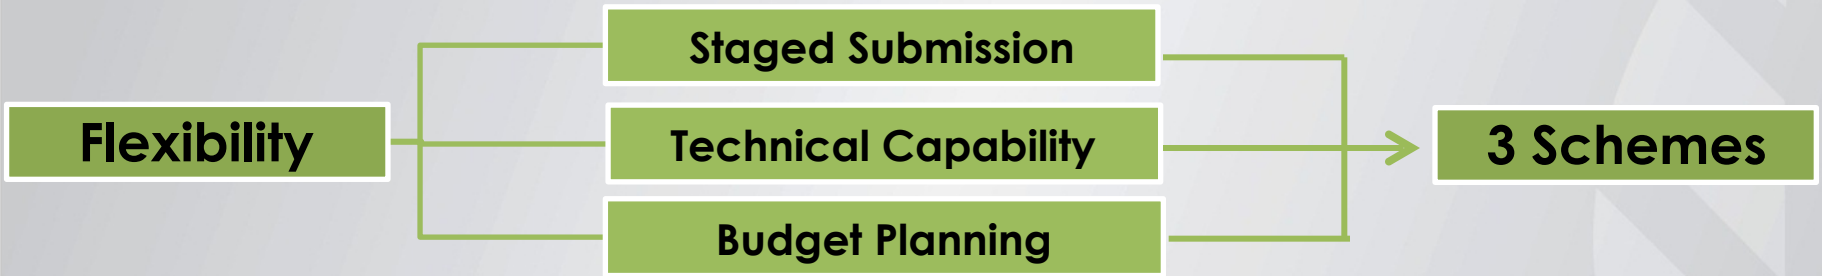 Flexibility
Staged Submission
Technical Capability
Budget Planning
3 Schemes